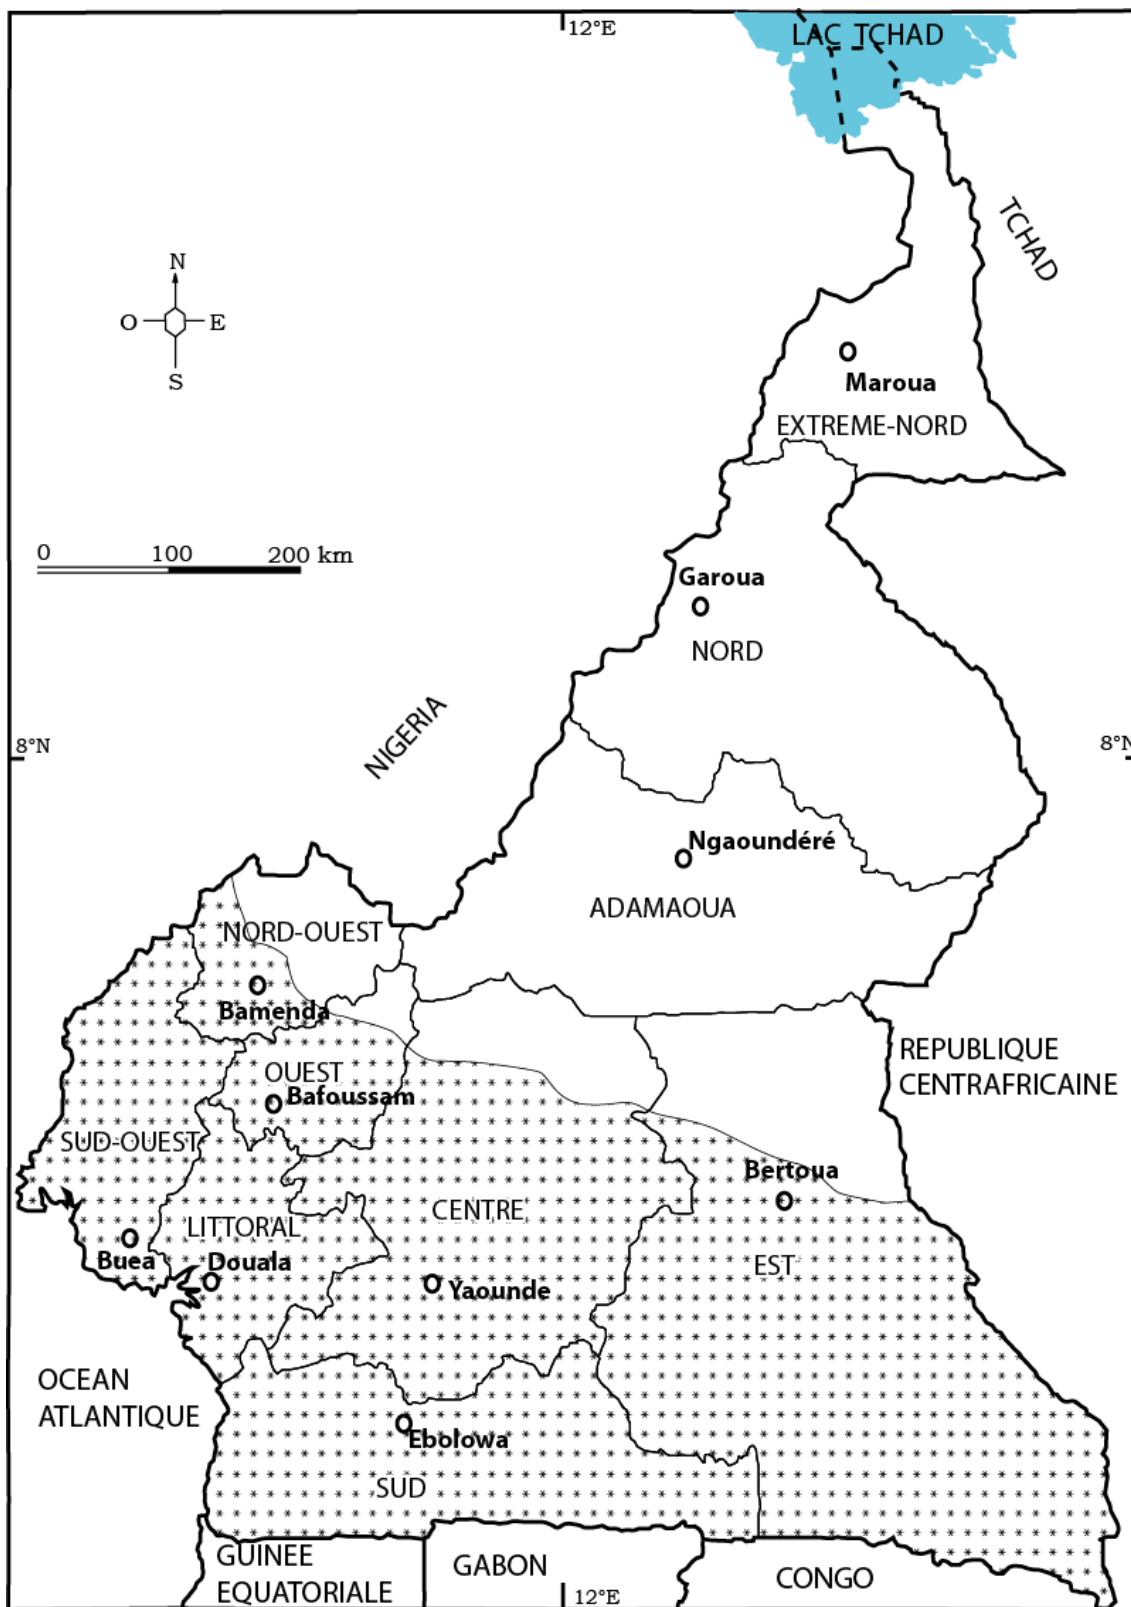 12°E
LAC TCHAD
TCHAD
N
O
E
S
Maroua
EXTREME-NORD
0
100
200 km
Garoua
NORD
NIGERIA
8°N
8°N
Ngaoundéré
ADAMAOUA
NORD-OUEST
Bamenda
REPUBLIQUE
CENTRAFRICAINE
OUEST
Bafoussam
SUD-OUEST
Bertoua
CENTRE
LITTORAL
Buea
Douala
EST
Yaounde
OCEAN
ATLANTIQUE
Ebolowa
SUD
GUINEE
EQUATORIALE
GABON
CONGO
12°E